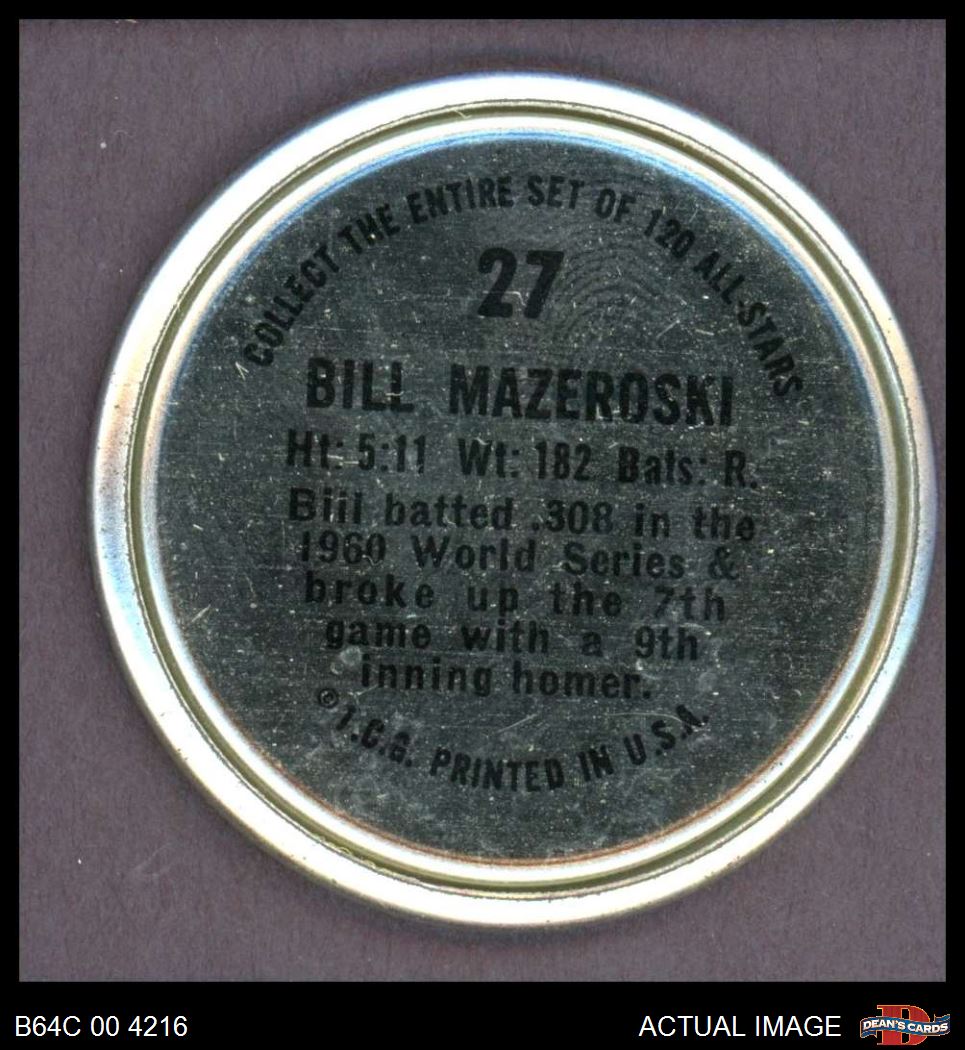 COLLECT THE ENTIRE SET OF 120 ALL-STARS
27
BILL MAZEROSKI
Ht: 5:11 Wt: 182 Bats: R.
Bill batted .308 in the
1960 World Series &
broke up the 7th
game with a 9th
inning homer.
© T.C.G. PRINTED IN U.S.A.
B64C 00 4216
ACTUAL IMAGE
DEAN'S CARDS